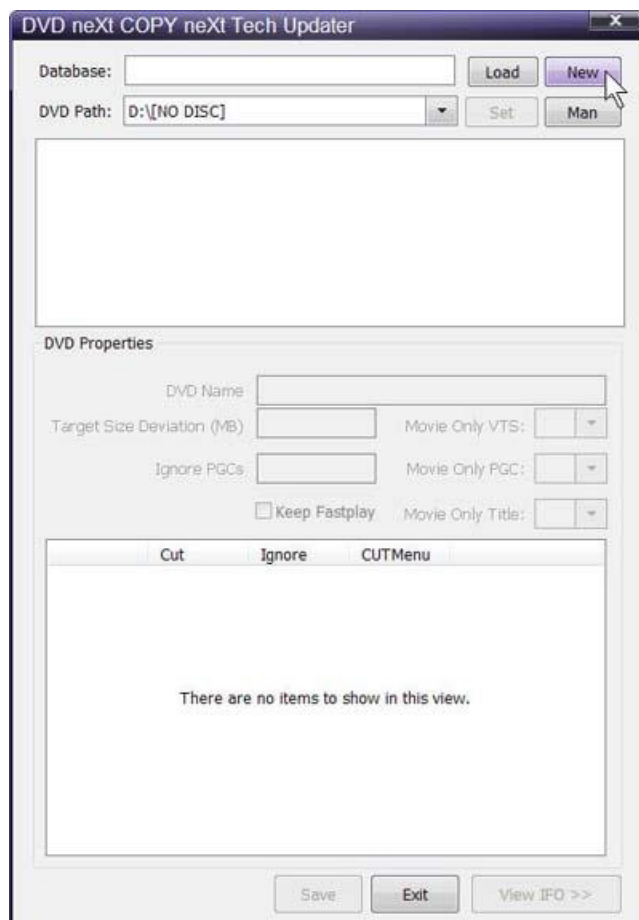 DVD neXt COPY neXt Tech Updater
Database: Load New
DVD Path: D:\[NO DISC] Set Man
DVD Properties
DVD Name
Target Size Deviation (MB) Movie Only VTS:
Ignore PGCs Movie Only PGC:
Keep Fastplay Movie Only Title:
Cut Ignore CUTMenu
There are no items to show in this view.
Save Exit View IFO >>